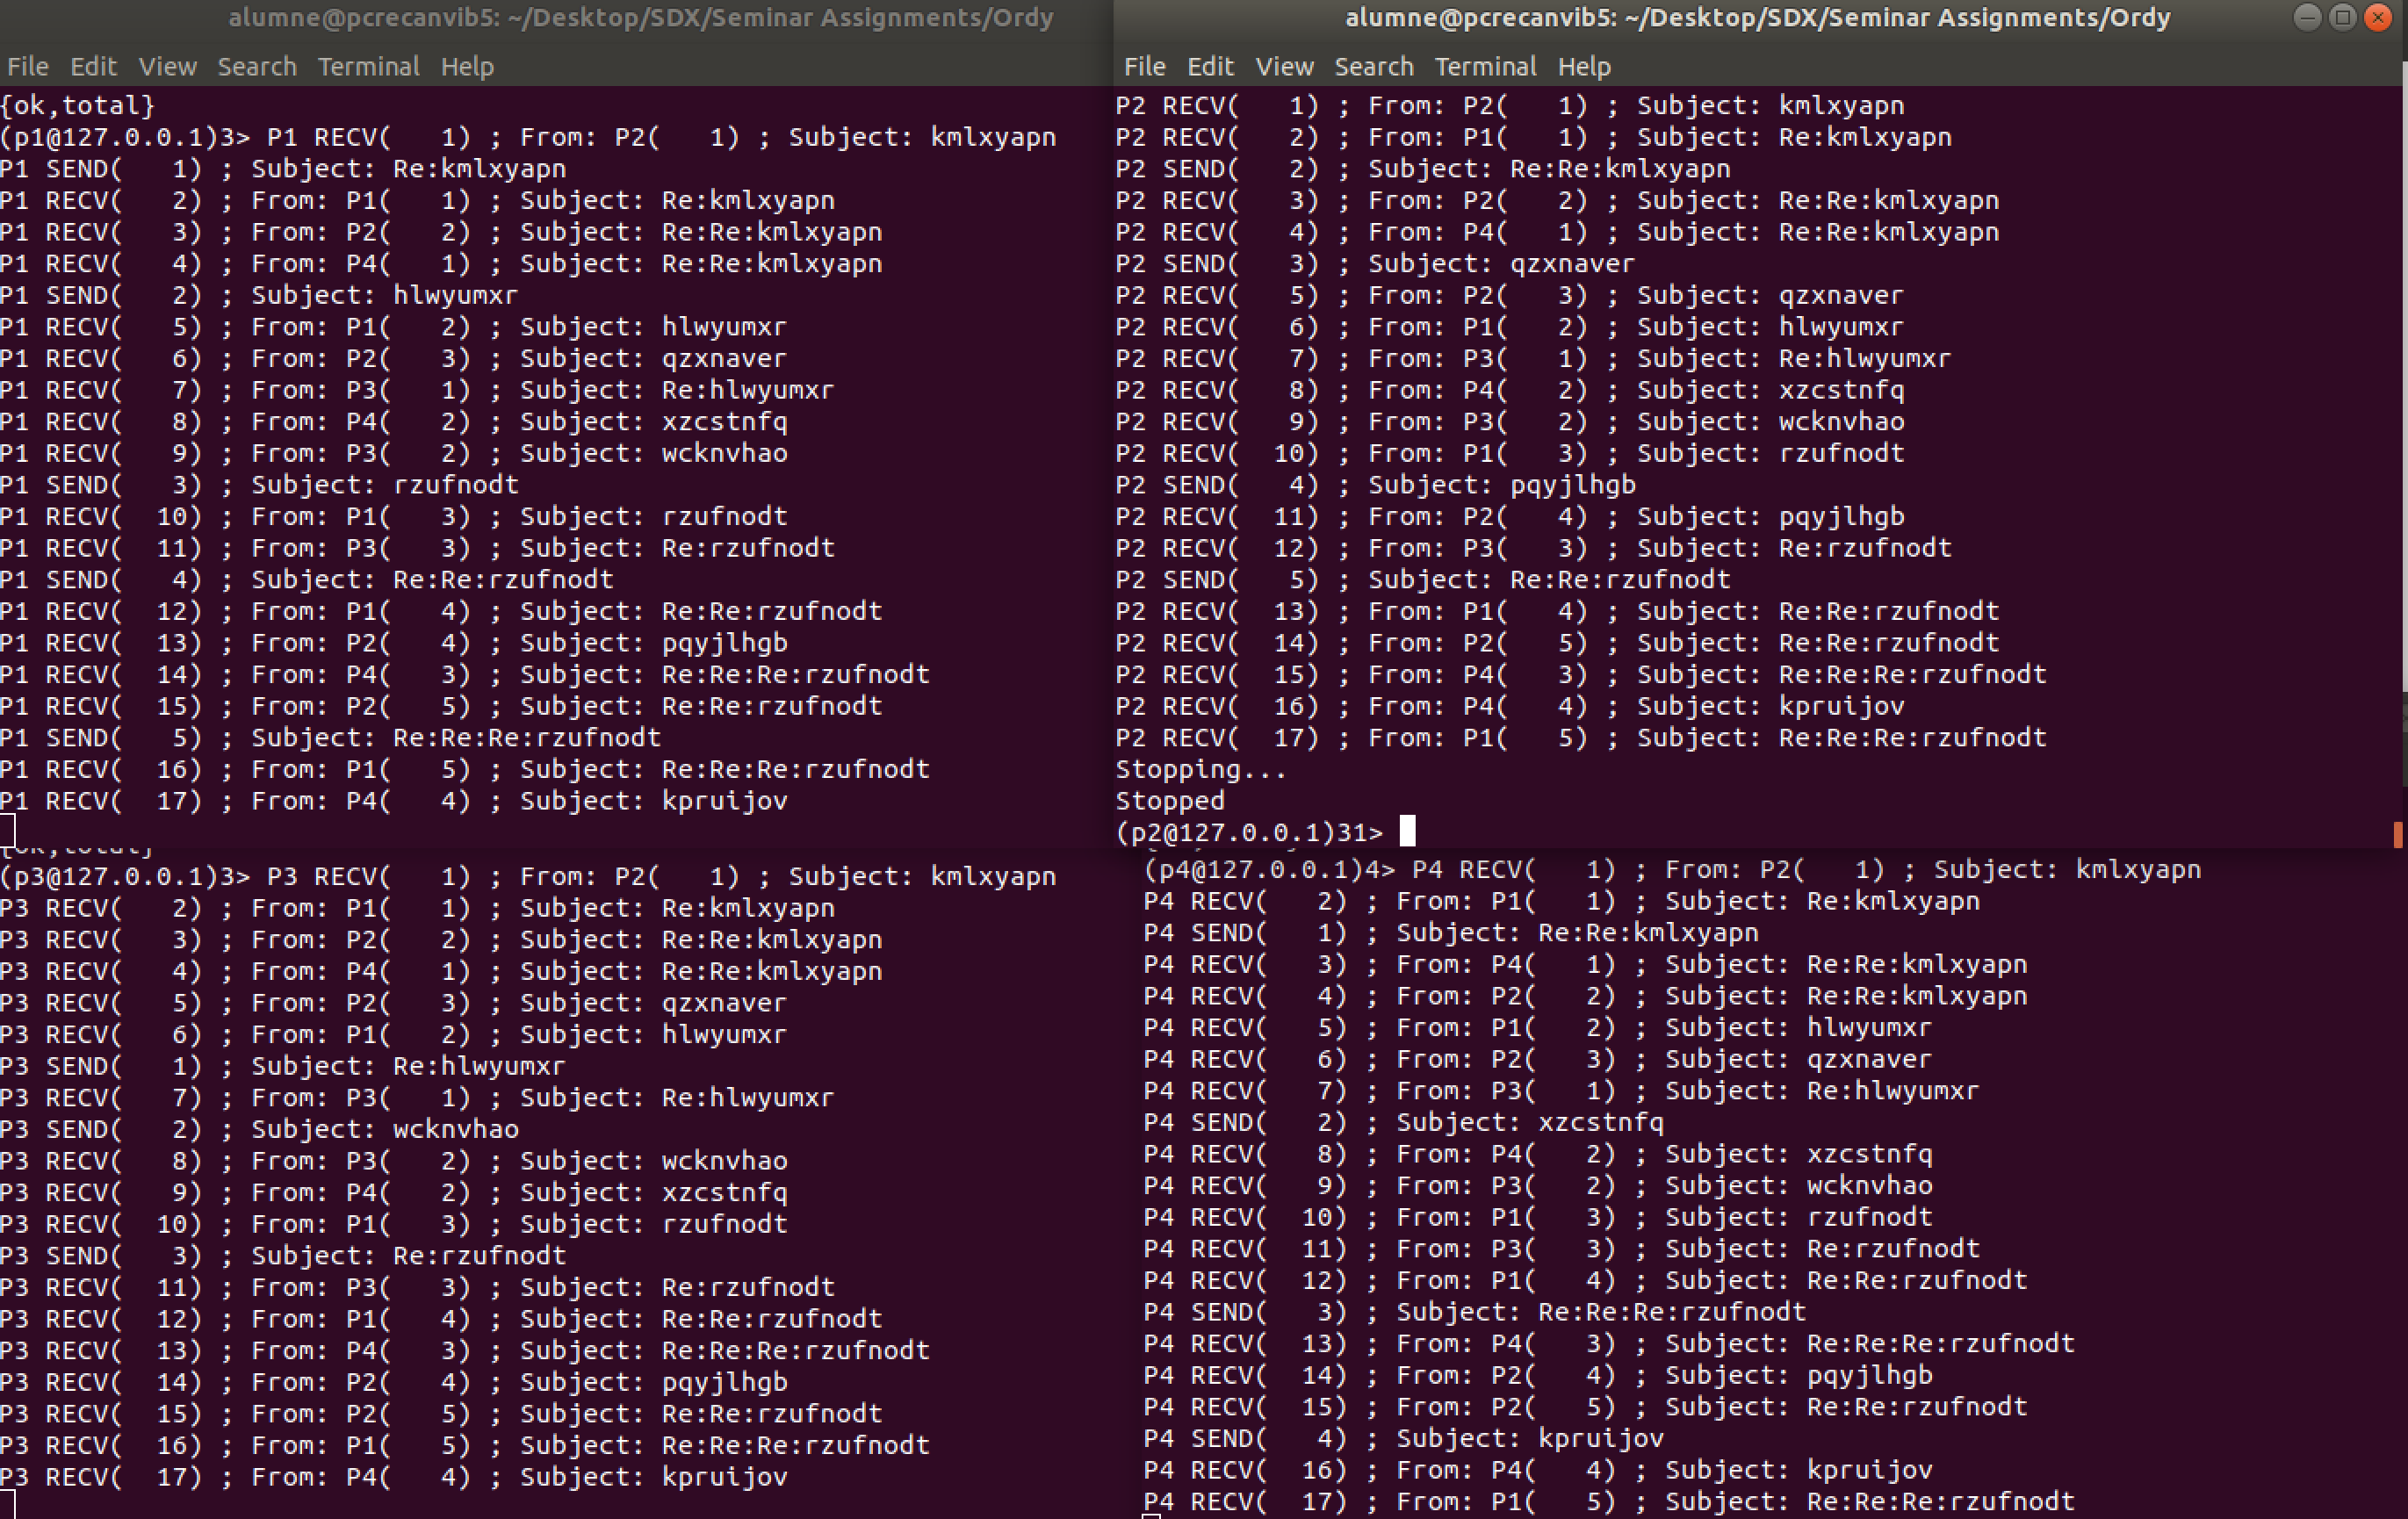 alumne@pcrecanvib5: ~/Desktop/SDX/Seminar Assignments/Ordy
File Edit View Search Terminal Help
{ok,total}
(p1@127.0.0.1)3> P1 RECV(   1) ; From: P2(   1) ; Subject: kmlxyapn
P1 SEND(   1) ; Subject: Re:kmlxyapn
P1 RECV(   2) ; From: P1(   1) ; Subject: Re:kmlxyapn
P1 RECV(   3) ; From: P2(   2) ; Subject: Re:Re:kmlxyapn
P1 RECV(   4) ; From: P4(   1) ; Subject: Re:Re:kmlxyapn
P1 SEND(   2) ; Subject: hlwyumxr
P1 RECV(   5) ; From: P1(   2) ; Subject: hlwyumxr
P1 RECV(   6) ; From: P2(   3) ; Subject: qzxnaver
P1 RECV(   7) ; From: P3(   1) ; Subject: Re:hlwyumxr
P1 RECV(   8) ; From: P4(   2) ; Subject: xzcstnfq
P1 RECV(   9) ; From: P3(   2) ; Subject: wcknvhao
P1 SEND(   3) ; Subject: rzufnodt
P1 RECV(  10) ; From: P1(   3) ; Subject: rzufnodt
P1 RECV(  11) ; From: P3(   3) ; Subject: Re:rzufnodt
P1 SEND(   4) ; Subject: Re:Re:rzufnodt
P1 RECV(  12) ; From: P1(   4) ; Subject: Re:Re:rzufnodt
P1 RECV(  13) ; From: P2(   4) ; Subject: pqyjlhgb
P1 RECV(  14) ; From: P4(   3) ; Subject: Re:Re:Re:rzufnodt
P1 RECV(  15) ; From: P2(   5) ; Subject: Re:Re:rzufnodt
P1 SEND(   5) ; Subject: Re:Re:Re:rzufnodt
P1 RECV(  16) ; From: P1(   5) ; Subject: Re:Re:Re:rzufnodt
P1 RECV(  17) ; From: P4(   4) ; Subject: kpruijov
alumne@pcrecanvib5: ~/Desktop/SDX/Seminar Assignments/Ordy
File Edit View Search Terminal Help
P2 RECV(   1) ; From: P2(   1) ; Subject: kmlxyapn
P2 RECV(   2) ; From: P1(   1) ; Subject: Re:kmlxyapn
P2 SEND(   2) ; Subject: Re:Re:kmlxyapn
P2 RECV(   3) ; From: P2(   2) ; Subject: Re:Re:kmlxyapn
P2 RECV(   4) ; From: P4(   1) ; Subject: Re:Re:kmlxyapn
P2 SEND(   3) ; Subject: qzxnaver
P2 RECV(   5) ; From: P2(   3) ; Subject: qzxnaver
P2 RECV(   6) ; From: P1(   2) ; Subject: hlwyumxr
P2 RECV(   7) ; From: P3(   1) ; Subject: Re:hlwyumxr
P2 RECV(   8) ; From: P4(   2) ; Subject: xzcstnfq
P2 RECV(   9) ; From: P3(   2) ; Subject: wcknvhao
P2 RECV(  10) ; From: P1(   3) ; Subject: rzufnodt
P2 SEND(   4) ; Subject: pqyjlhgb
P2 RECV(  11) ; From: P2(   4) ; Subject: pqyjlhgb
P2 RECV(  12) ; From: P3(   3) ; Subject: Re:rzufnodt
P2 SEND(   5) ; Subject: Re:Re:rzufnodt
P2 RECV(  13) ; From: P1(   4) ; Subject: Re:Re:rzufnodt
P2 RECV(  14) ; From: P2(   5) ; Subject: Re:Re:rzufnodt
P2 RECV(  15) ; From: P4(   3) ; Subject: Re:Re:Re:rzufnodt
P2 RECV(  16) ; From: P4(   4) ; Subject: kpruijov
P2 RECV(  17) ; From: P1(   5) ; Subject: Re:Re:Re:rzufnodt
Stopping...
Stopped
(p2@127.0.0.1)31>
{ok,total}
(p3@127.0.0.1)3> P3 RECV(   1) ; From: P2(   1) ; Subject: kmlxyapn
P3 RECV(   2) ; From: P1(   1) ; Subject: Re:kmlxyapn
P3 RECV(   3) ; From: P2(   2) ; Subject: Re:Re:kmlxyapn
P3 RECV(   4) ; From: P4(   1) ; Subject: Re:Re:kmlxyapn
P3 RECV(   5) ; From: P2(   3) ; Subject: qzxnaver
P3 RECV(   6) ; From: P1(   2) ; Subject: hlwyumxr
P3 SEND(   1) ; Subject: Re:hlwyumxr
P3 RECV(   7) ; From: P3(   1) ; Subject: Re:hlwyumxr
P3 SEND(   2) ; Subject: wcknvhao
P3 RECV(   8) ; From: P3(   2) ; Subject: wcknvhao
P3 RECV(   9) ; From: P4(   2) ; Subject: xzcstnfq
P3 RECV(  10) ; From: P1(   3) ; Subject: rzufnodt
P3 SEND(   3) ; Subject: Re:rzufnodt
P3 RECV(  11) ; From: P3(   3) ; Subject: Re:rzufnodt
P3 RECV(  12) ; From: P1(   4) ; Subject: Re:Re:rzufnodt
P3 RECV(  13) ; From: P4(   3) ; Subject: Re:Re:Re:rzufnodt
P3 RECV(  14) ; From: P2(   4) ; Subject: pqyjlhgb
P3 RECV(  15) ; From: P2(   5) ; Subject: Re:Re:rzufnodt
P3 RECV(  16) ; From: P1(   5) ; Subject: Re:Re:Re:rzufnodt
P3 RECV(  17) ; From: P4(   4) ; Subject: kpruijov
(p4@127.0.0.1)4> P4 RECV(   1) ; From: P2(   1) ; Subject: kmlxyapn
P4 RECV(   2) ; From: P1(   1) ; Subject: Re:kmlxyapn
P4 SEND(   1) ; Subject: Re:Re:kmlxyapn
P4 RECV(   3) ; From: P4(   1) ; Subject: Re:Re:kmlxyapn
P4 RECV(   4) ; From: P2(   2) ; Subject: Re:Re:kmlxyapn
P4 RECV(   5) ; From: P1(   2) ; Subject: hlwyumxr
P4 RECV(   6) ; From: P2(   3) ; Subject: qzxnaver
P4 RECV(   7) ; From: P3(   1) ; Subject: Re:hlwyumxr
P4 SEND(   2) ; Subject: xzcstnfq
P4 RECV(   8) ; From: P4(   2) ; Subject: xzcstnfq
P4 RECV(   9) ; From: P3(   2) ; Subject: wcknvhao
P4 RECV(  10) ; From: P1(   3) ; Subject: rzufnodt
P4 RECV(  11) ; From: P3(   3) ; Subject: Re:rzufnodt
P4 RECV(  12) ; From: P1(   4) ; Subject: Re:Re:rzufnodt
P4 SEND(   3) ; Subject: Re:Re:Re:rzufnodt
P4 RECV(  13) ; From: P4(   3) ; Subject: Re:Re:Re:rzufnodt
P4 RECV(  14) ; From: P2(   4) ; Subject: pqyjlhgb
P4 RECV(  15) ; From: P2(   5) ; Subject: Re:Re:rzufnodt
P4 SEND(   4) ; Subject: kpruijov
P4 RECV(  16) ; From: P4(   4) ; Subject: kpruijov
P4 RECV(  17) ; From: P1(   5) ; Subject: Re:Re:Re:rzufnodt